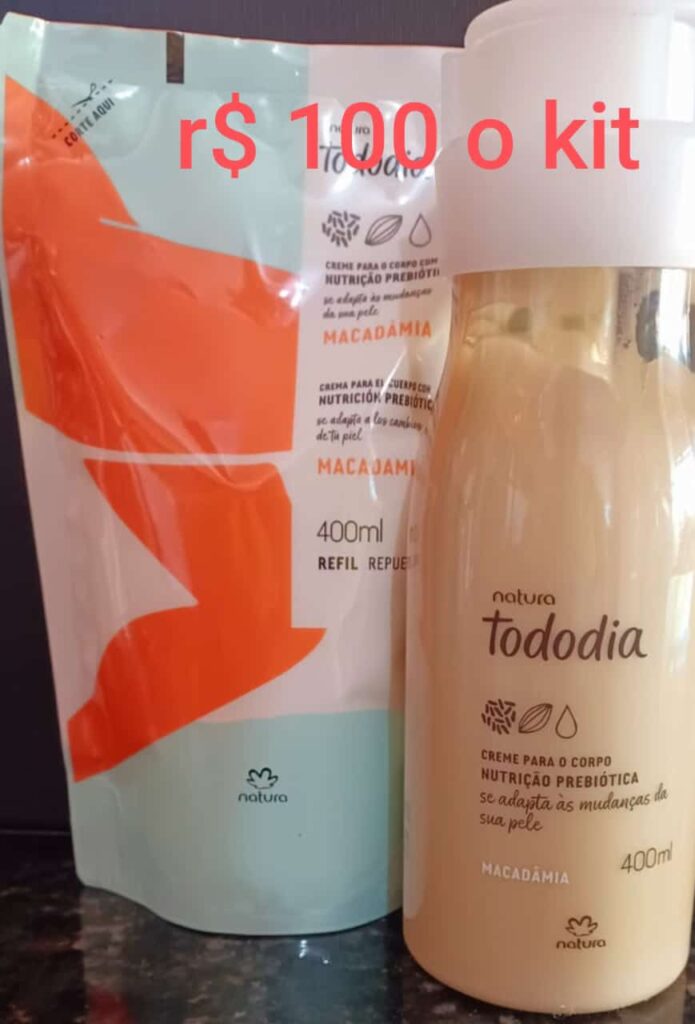 r$ 100 o kit
CORTE AQUI
natura
Tododia
CREME PARA O CORPO COM
NUTRIÇÃO
se adapta às mudanças
da sua pele
MACADÂMIA
CREMA PARA EL CUERPO CON
NUTRICIÓN
se adapta a los cambios
de tu piel
400ml
REFIL
natura
natura
Tododia
CREME PARA O CORPO
NUTRIÇÃO PREBIÓTICA
se adapta às mudanças da
sua pele
400ml
MACADÂMIA
natura